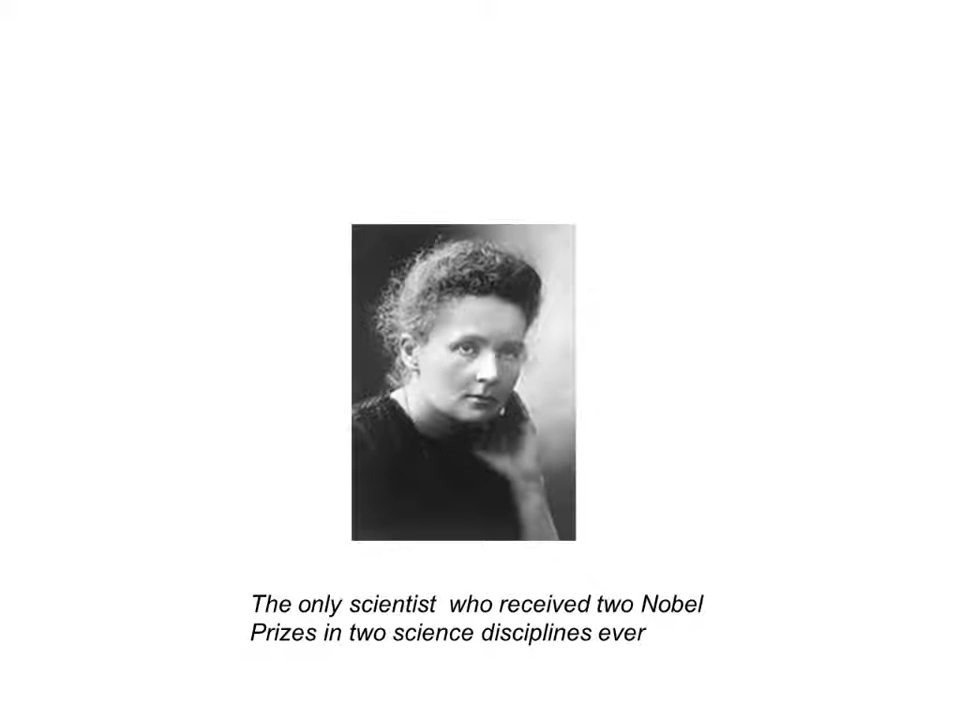 The only scientist  who received two Nobel
Prizes in two science disciplines ever